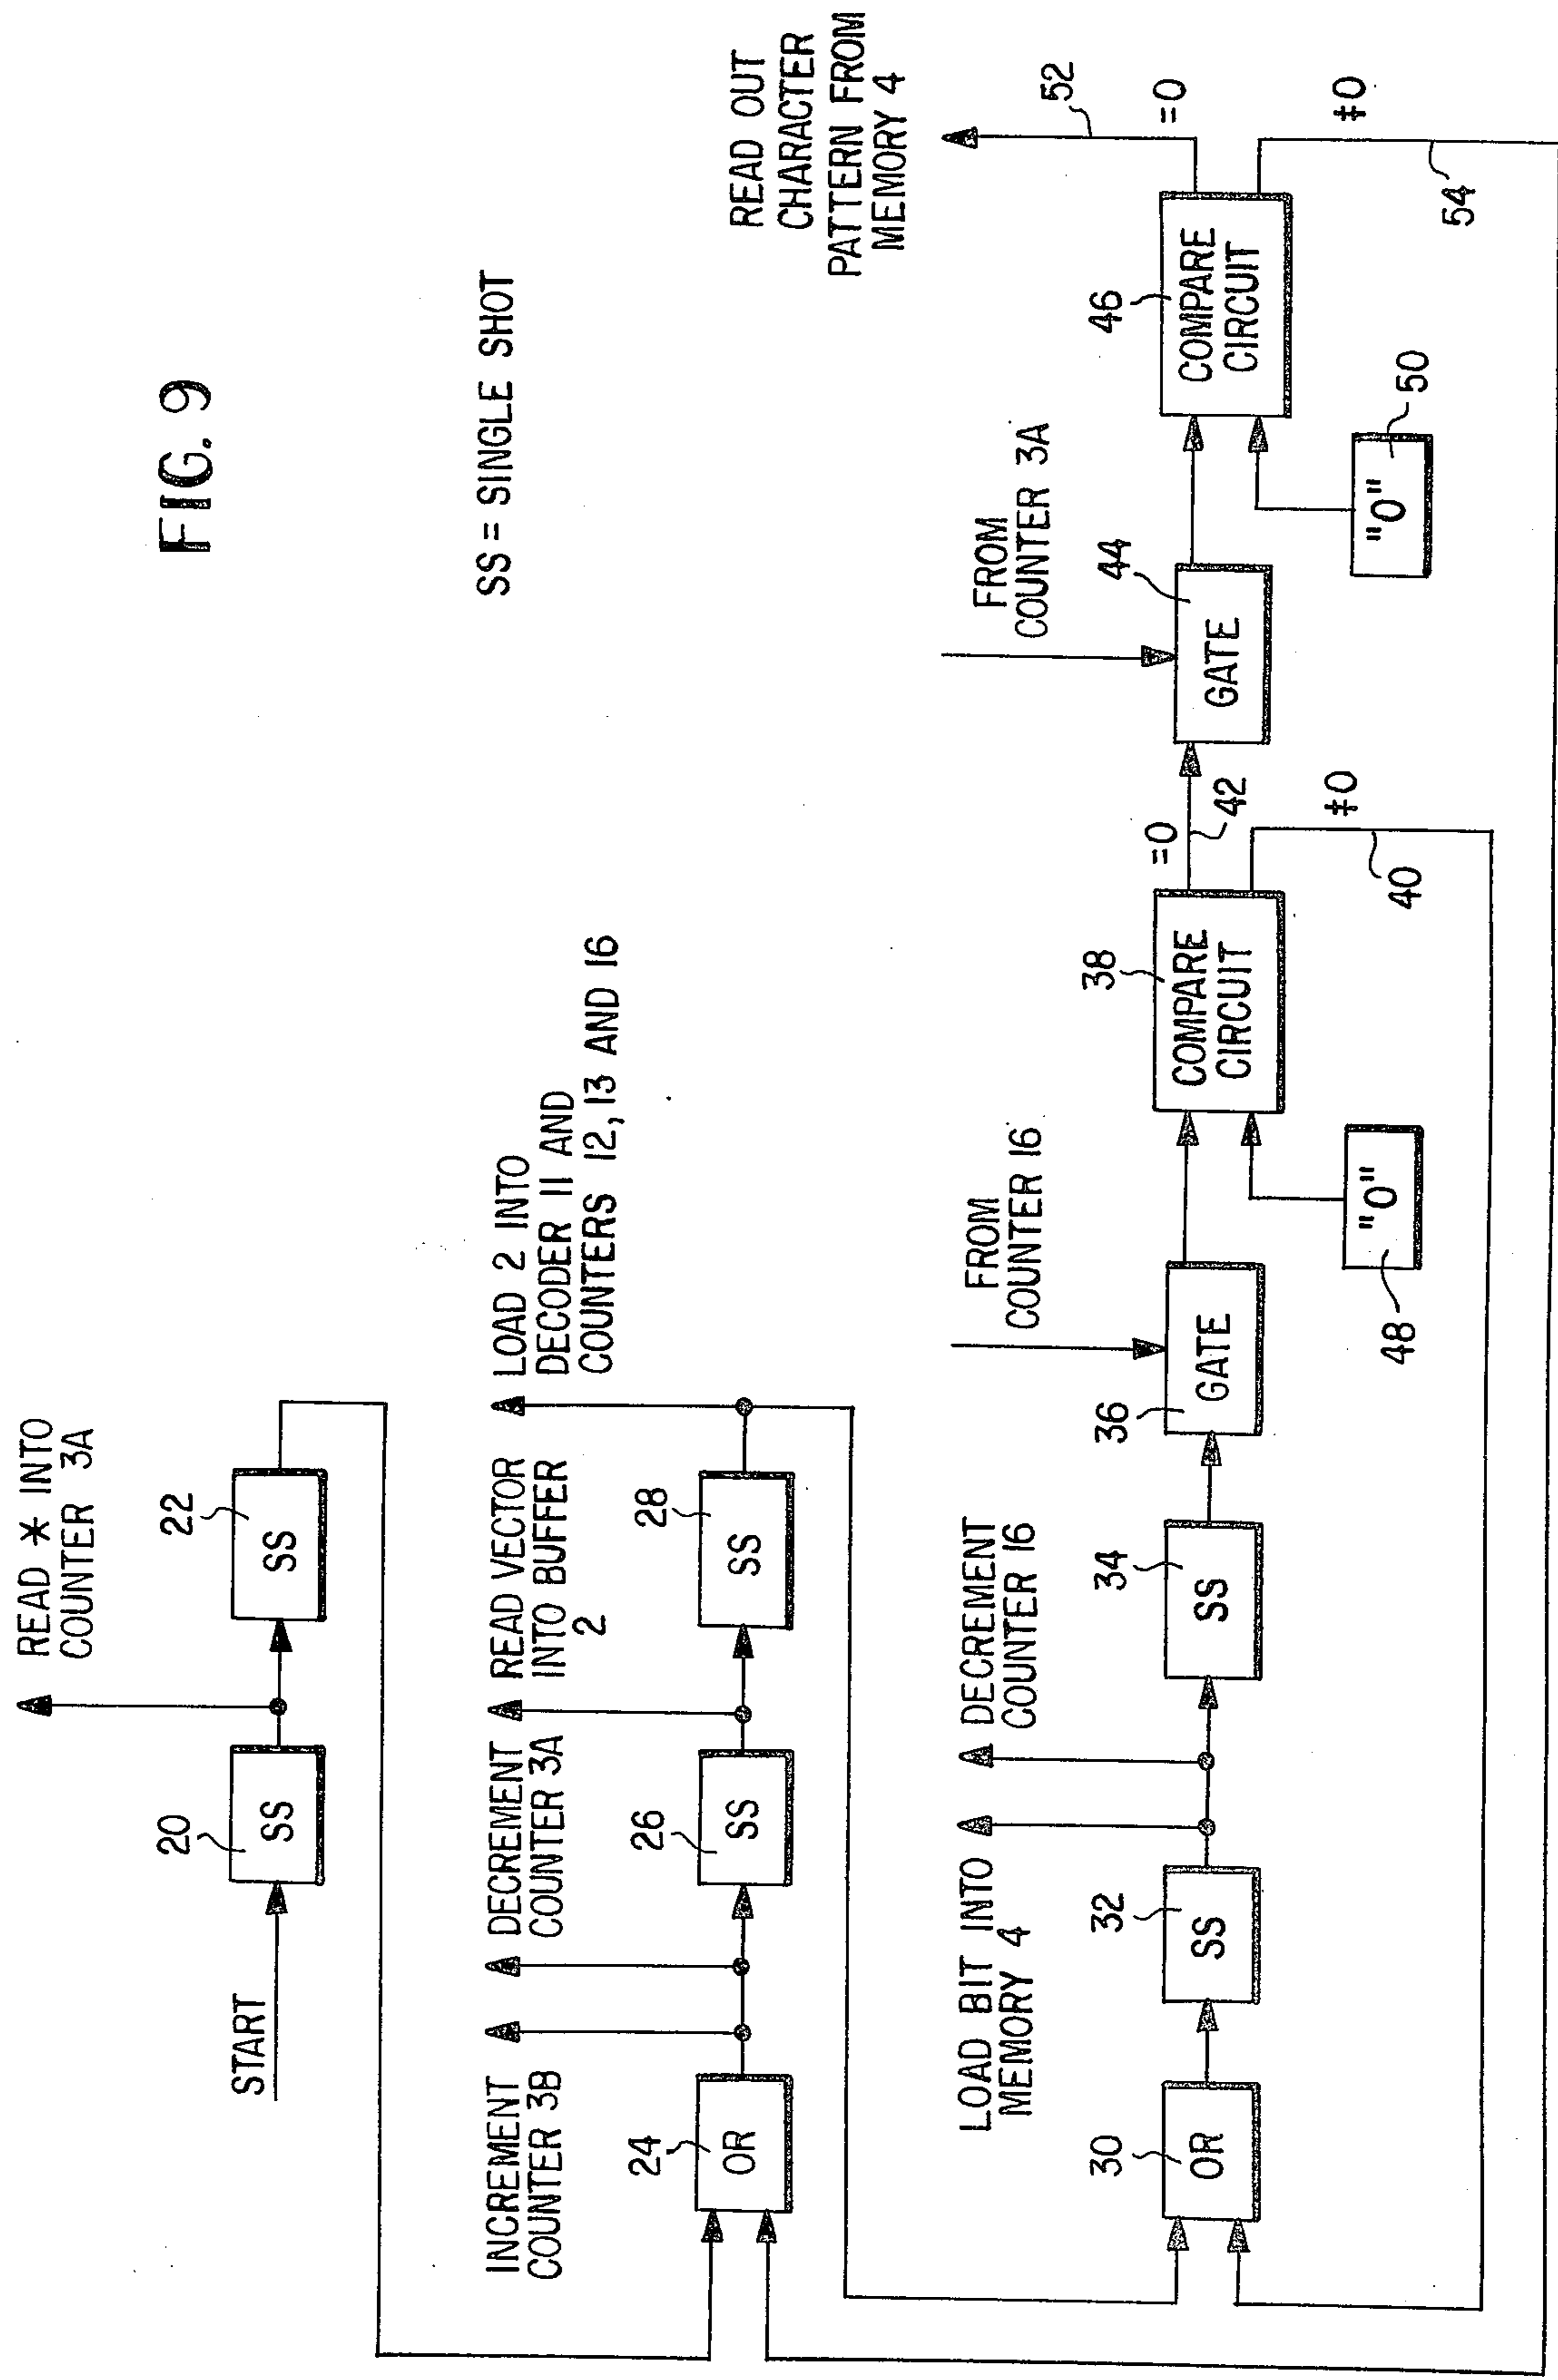 FIG. 9
SS = SINGLE SHOT
READ * INTO
COUNTER 3A
START
20
SS
22
SS
INCREMENT
COUNTER 3B
DECREMENT
COUNTER 3A
READ VECTOR
INTO BUFFER
2
LOAD 2 INTO
DECODER 11 AND
COUNTERS 12, 13 AND 16
24
OR
26
SS
28
SS
LOAD BIT INTO
MEMORY 4
DECREMENT
COUNTER 16
FROM
COUNTER 16
FROM
COUNTER 3A
READ OUT
CHARACTER
PATTERN FROM
MEMORY 4
30
OR
32
SS
34
SS
36
GATE
38
COMPARE
CIRCUIT
=0
42
≠0
40
"0"
48
44
GATE
46
COMPARE
CIRCUIT
52
=0
≠0
54
"0"
50